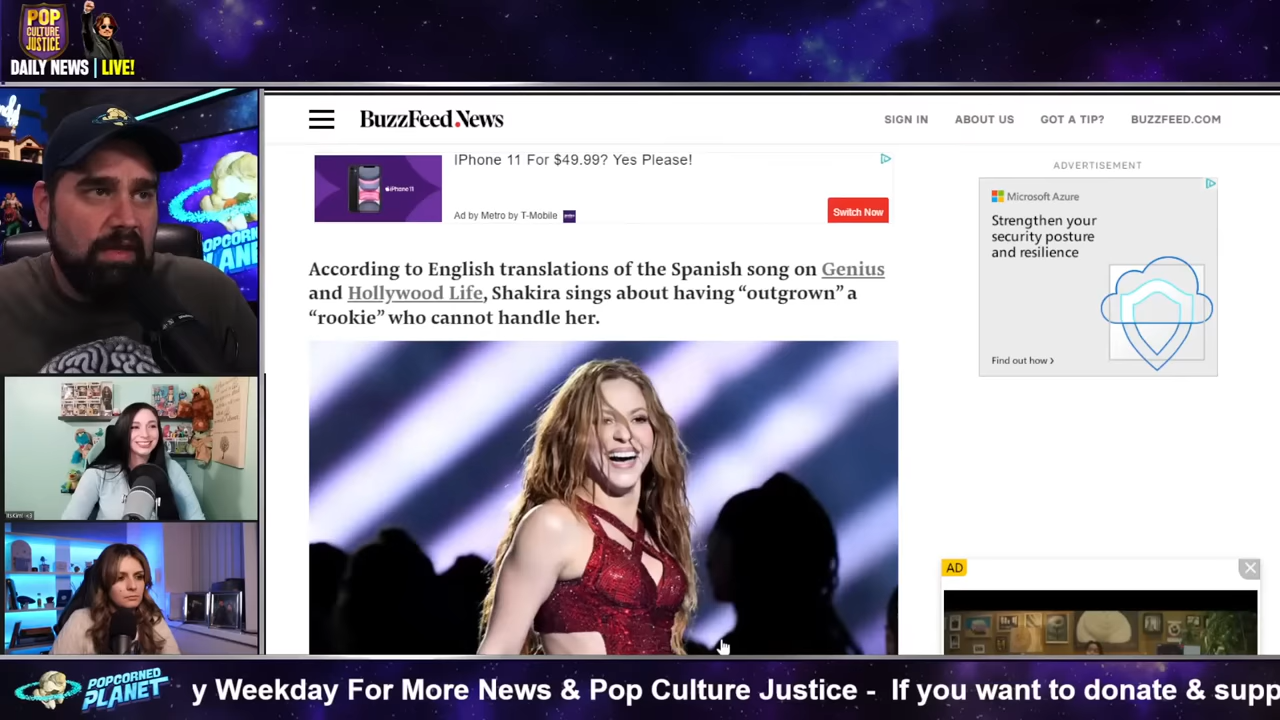 POP
CULTURE
JUSTICE
DAILY NEWS | LIVE!
BuzzFeed.News
SIGN IN
ABOUT US
GOT A TIP?
BUZZFEED.COM
IPhone 11 For $49.99? Yes Please!
iPhone 11
Ad by Metro by T-Mobile
Switch Now
ADVERTISEMENT
Microsoft Azure
Strengthen your
security posture
and resilience
Find out how >
According to English translations of the Spanish song on Genius
and Hollywood Life, Shakira sings about having “outgrown” a
“rookie” who cannot handle her.
POPCORNED
PLANET
AD
POPCORNED
PLANET
y Weekday For More News & Pop Culture Justice - If you want to donate & supp